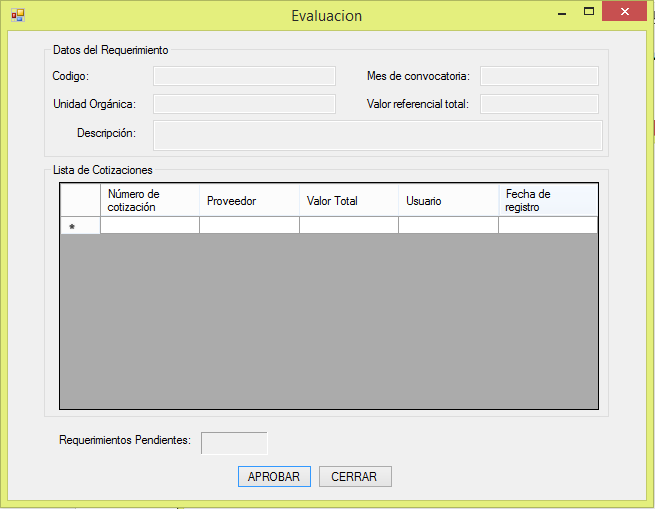 Evaluacion
Datos del Requerimiento
Codigo:
Mes de convocatoria:
Unidad Orgánica:
Valor referencial total:
Descripción:
Lista de Cotizaciones
Número de
cotización
Proveedor
Valor Total
Usuario
Fecha de
registro
*
Requerimientos Pendientes:
APROBAR
CERRAR